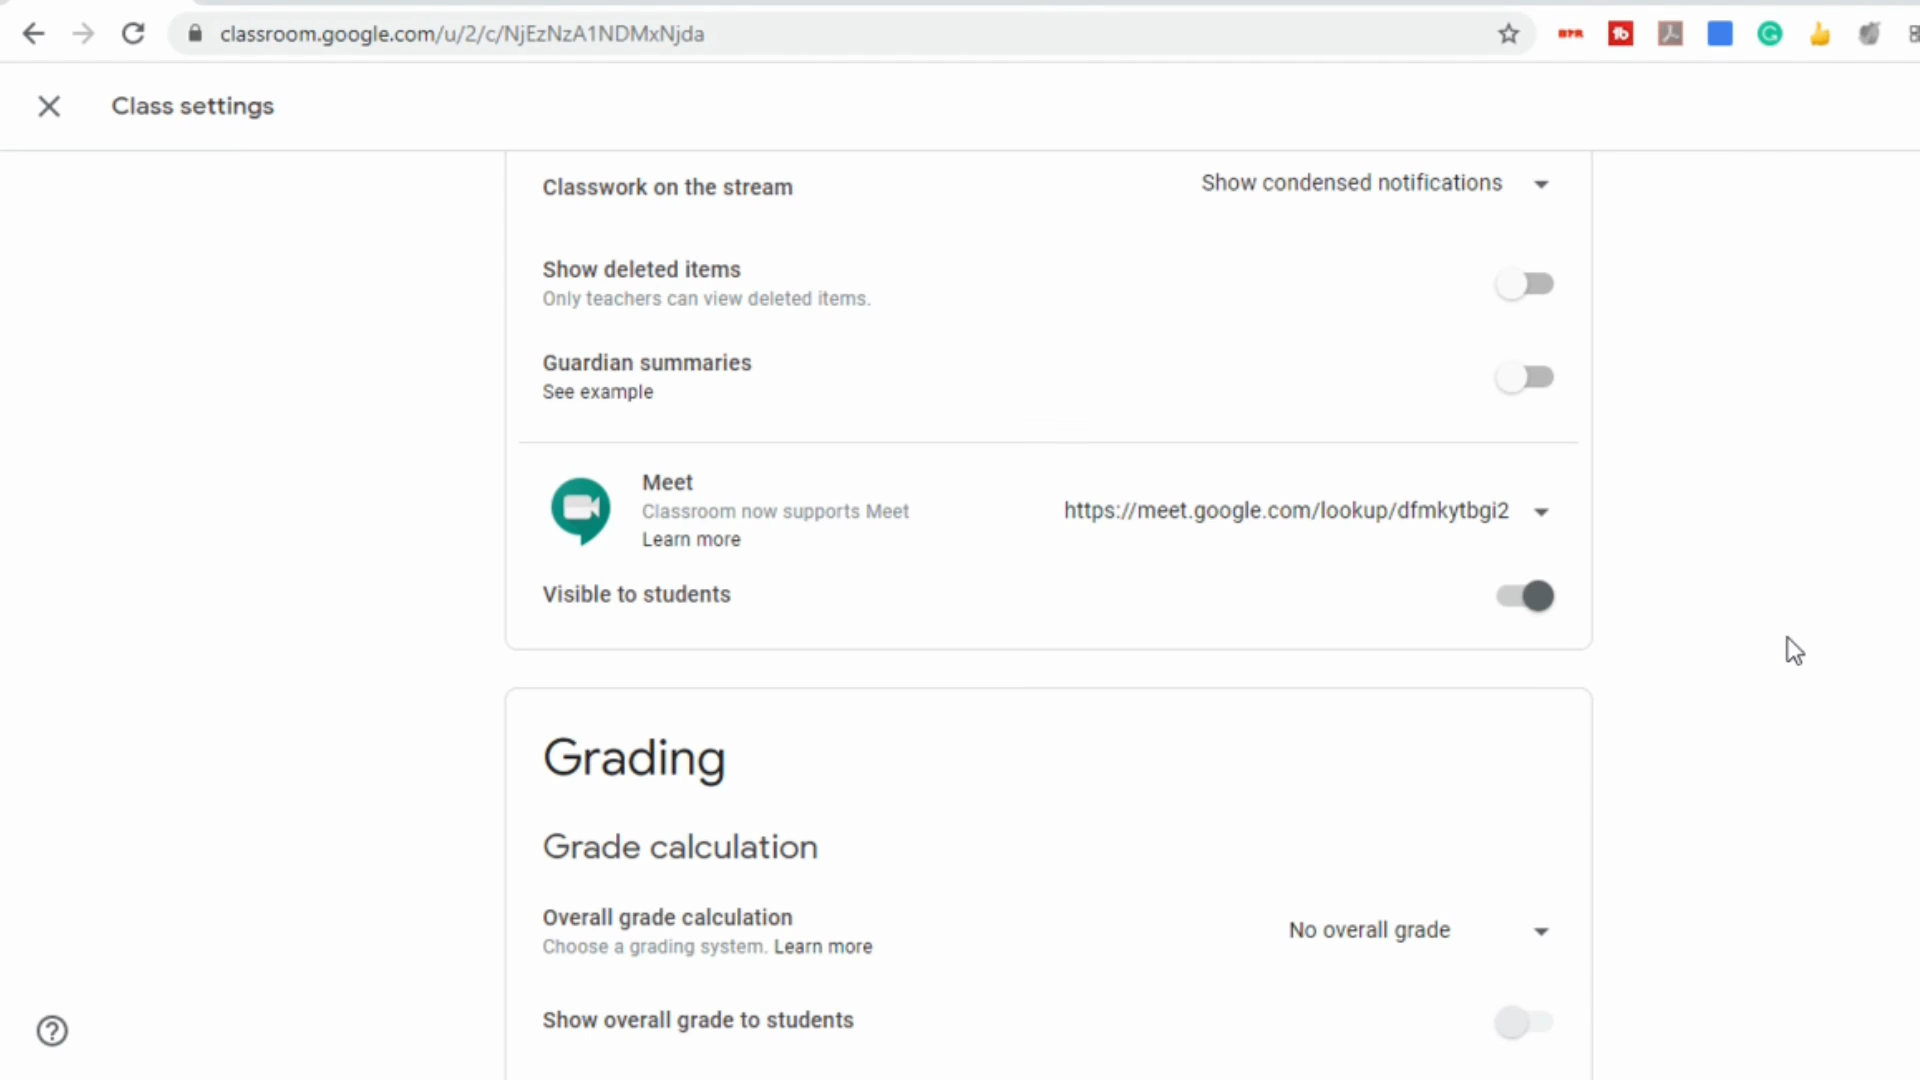 classroom.google.com/u/2/c/NjEzNzA1NDMxNjda
Class settings
Classwork on the stream
Show condensed notifications
Show deleted items
Only teachers can view deleted items.
Guardian summaries
See example
Meet
Classroom now supports Meet
https://meet.google.com/lookup/dfmkytbgi2
Learn more
Visible to students
Grading
Grade calculation
Overall grade calculation
No overall grade
Choose a grading system. Learn more
Show overall grade to students